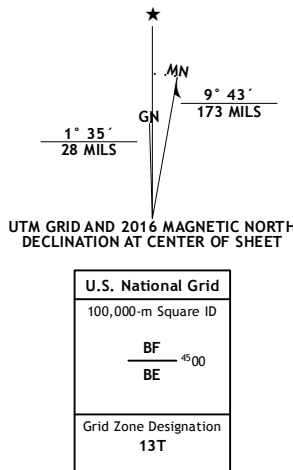 ★
MN
GN
9° 43´
173 MILS
1° 35´
28 MILS
UTM GRID AND 2016 MAGNETIC NORTH
DECLINATION AT CENTER OF SHEET
U.S. National Grid
100,000-m Square ID
BF
4500
BE
Grid Zone Designation
13T